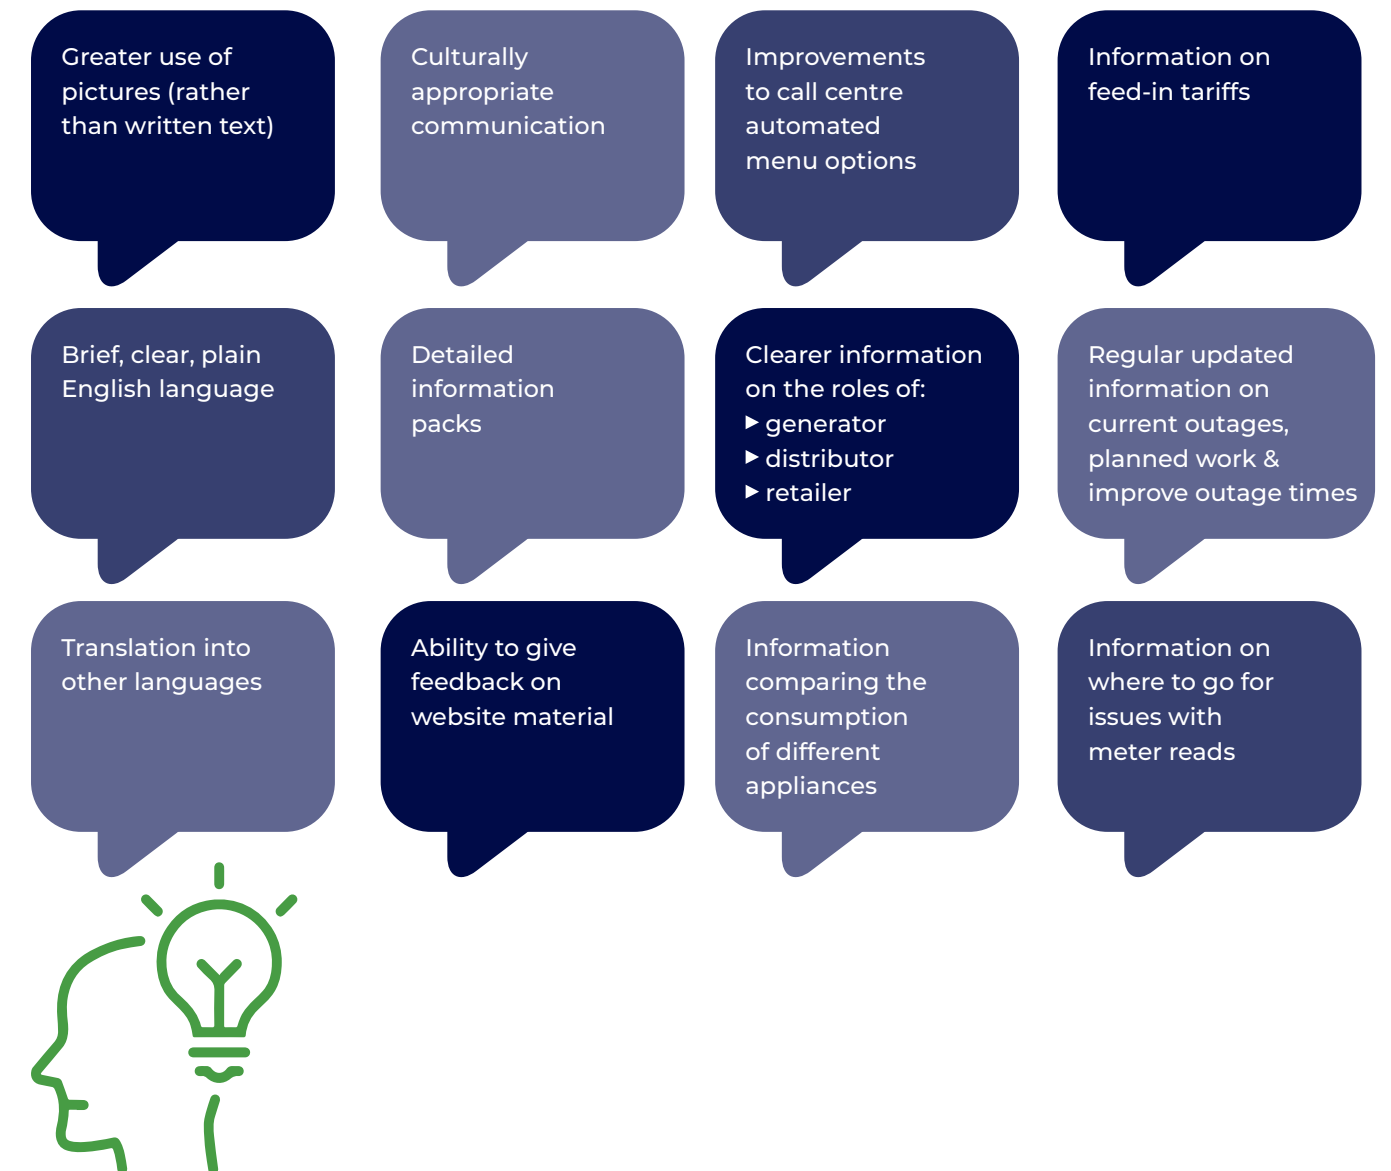 Greater use of
pictures (rather
than written text)
Culturally
appropriate
communication
Improvements
to call centre
automated
menu options
Information on
feed-in tariffs
Brief, clear, plain
English language
Detailed
information
packs
Clearer information
on the roles of:
▶ generator
▶ distributor
▶ retailer
Regular updated
information on
current outages,
planned work &
improve outage times
Translation into
other languages
Ability to give
feedback on
website material
Information
comparing the
consumption
of different
appliances
Information on
where to go for
issues with
meter reads